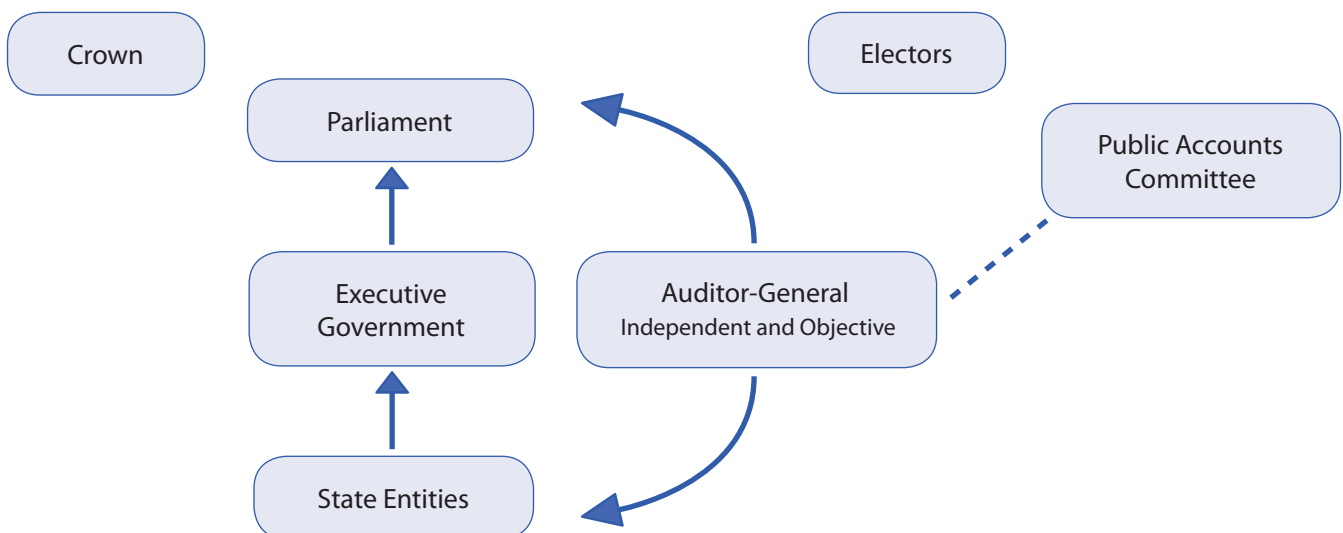 Crown
Electors
Parliament
Public Accounts
Committee
Executive
Government
Auditor-General
Independent and Objective
State Entities